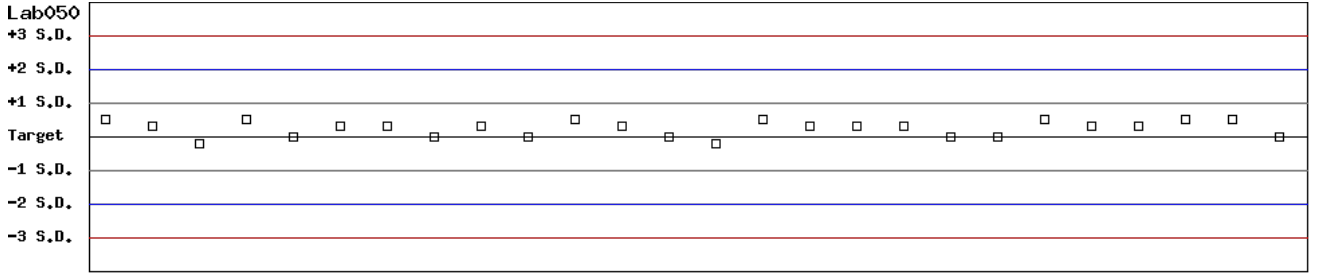 Lab050
+3 S.D.
+2 S.D.
+1 S.D.
Target
-1 S.D.
-2 S.D.
-3 S.D.